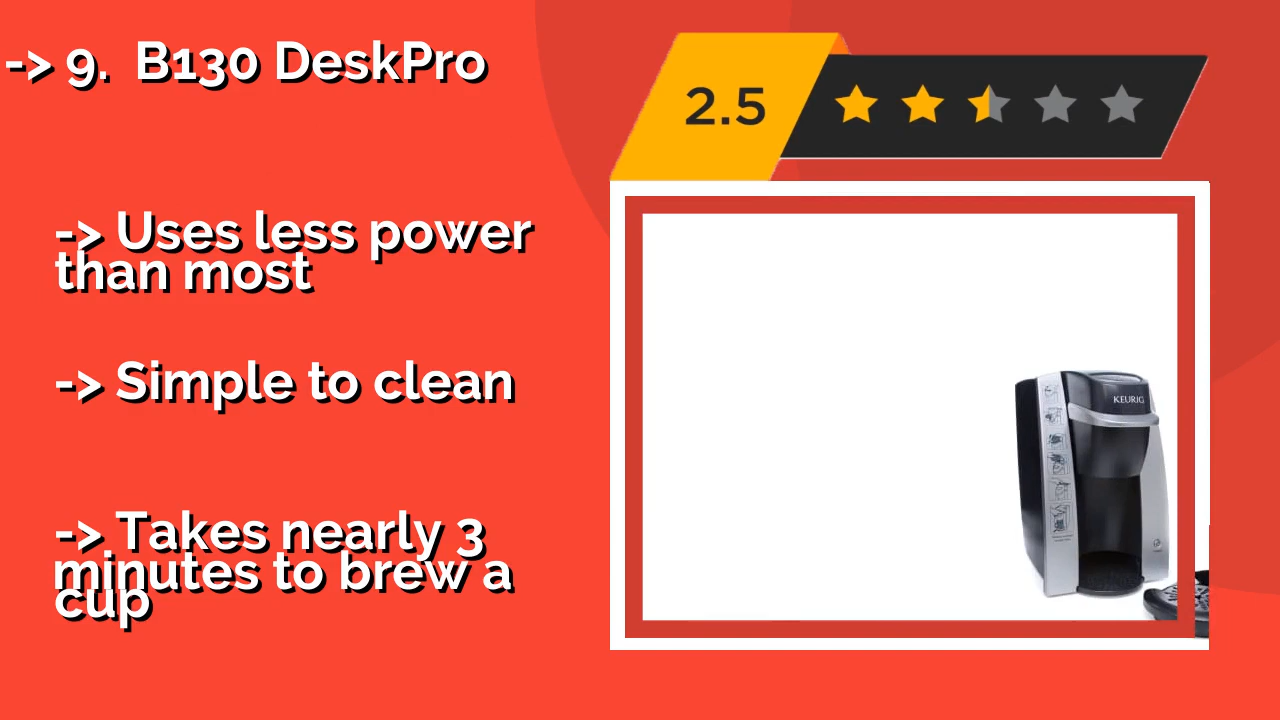 -> 9.  B130 DeskPro
2.5
-> Uses less power
than most
-> Simple to clean
-> Takes nearly 3
minutes to brew a
cup
KEURIG